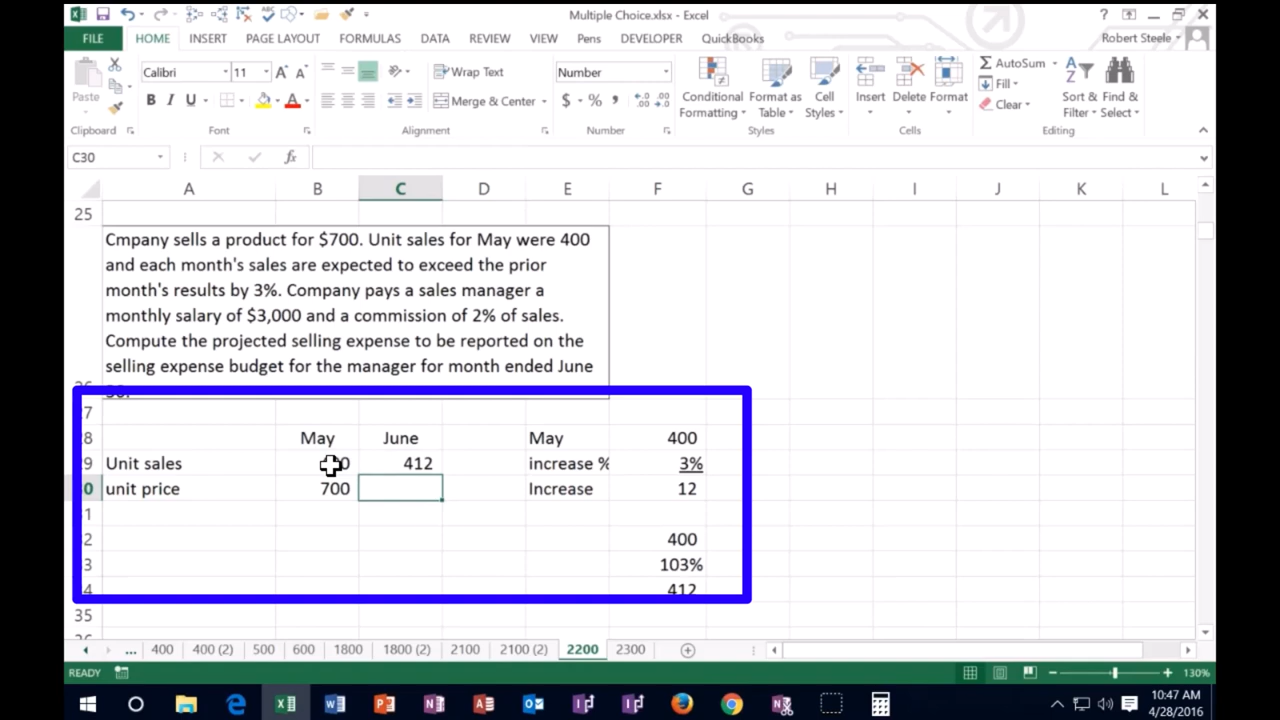 Multiple Choice.xlsx - Excel
FILE HOME INSERT PAGE LAYOUT FORMULAS DATA REVIEW VIEW Pens DEVELOPER QuickBooks Robert Steele
Calibri 11 Wrap Text Number AutoSum
Fill
Paste Merge & Center Conditional Formatting Format as Table Cell Styles Insert Delete Format Clear Sort & Filter Find & Select
Clipboard Font Alignment Number Styles Cells Editing
C30 fx
A B C D E F G H I J K L
25
Cmpany sells a product for $700. Unit sales for May were 400
and each month's sales are expected to exceed the prior
month's results by 3%. Company pays a sales manager a
monthly salary of $3,000 and a commission of 2% of sales.
Compute the projected selling expense to be reported on the
selling expense budget for the manager for month ended June
May June May 400
Unit sales 412 increase % 3%
unit price 700 Increase 12
400
103%
412
35
... 400 400 (2) 500 600 1800 1800 (2) 2100 2100 (2) 2200 2300
READY 130%
10:47 AM
4/28/2016